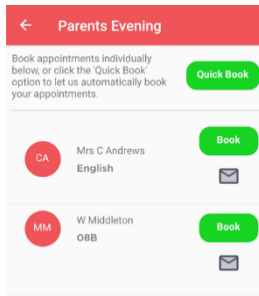 Parents Evening
Book appointments individually
below, or click the 'Quick Book'
option to let us automatically book
your appointments.
Quick Book
CA
Mrs C Andrews
English
Book
MM
W Middleton
08B
Book